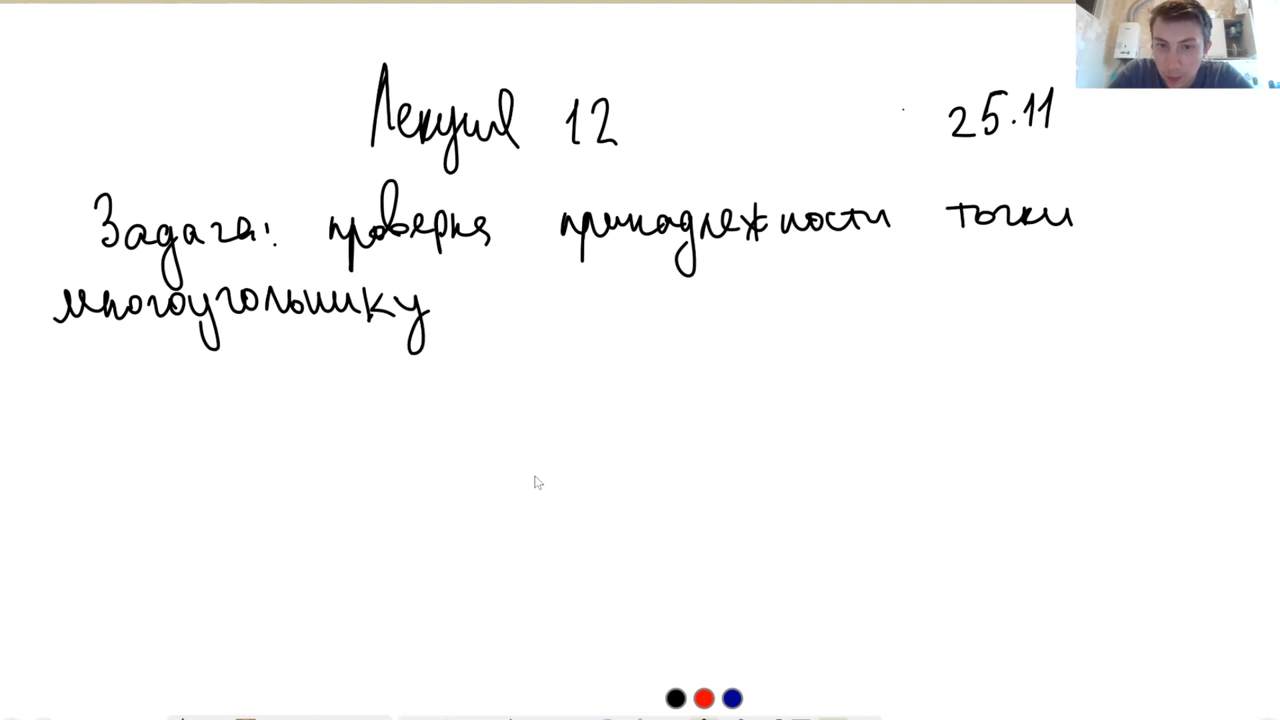 Лекция 12 25.11
Задача: проверка принадлежности точки
многоугольнику